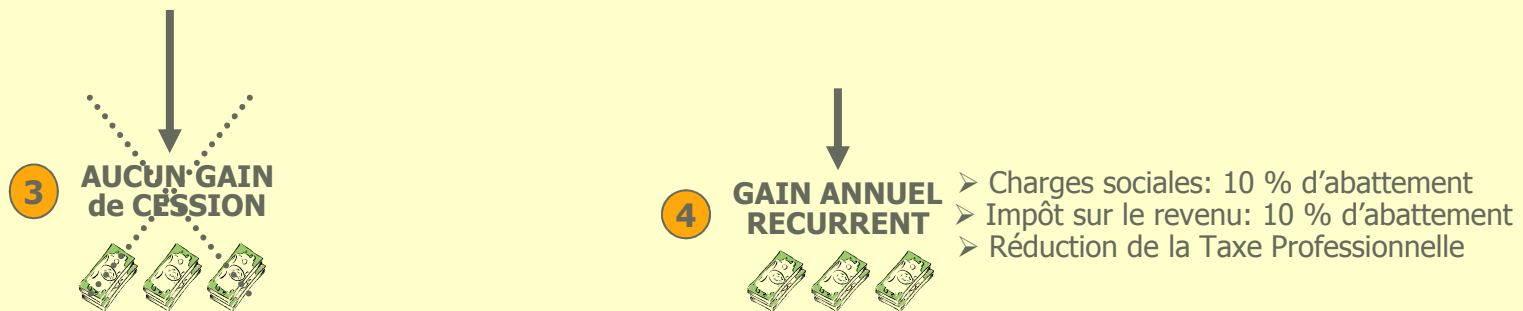 3
AUCUN GAIN
de CESSION
4
GAIN ANNUEL
RECURRENT
➢ Charges sociales: 10 % d’abattement
➢ Impôt sur le revenu: 10 % d’abattement
➢ Réduction de la Taxe Professionnelle